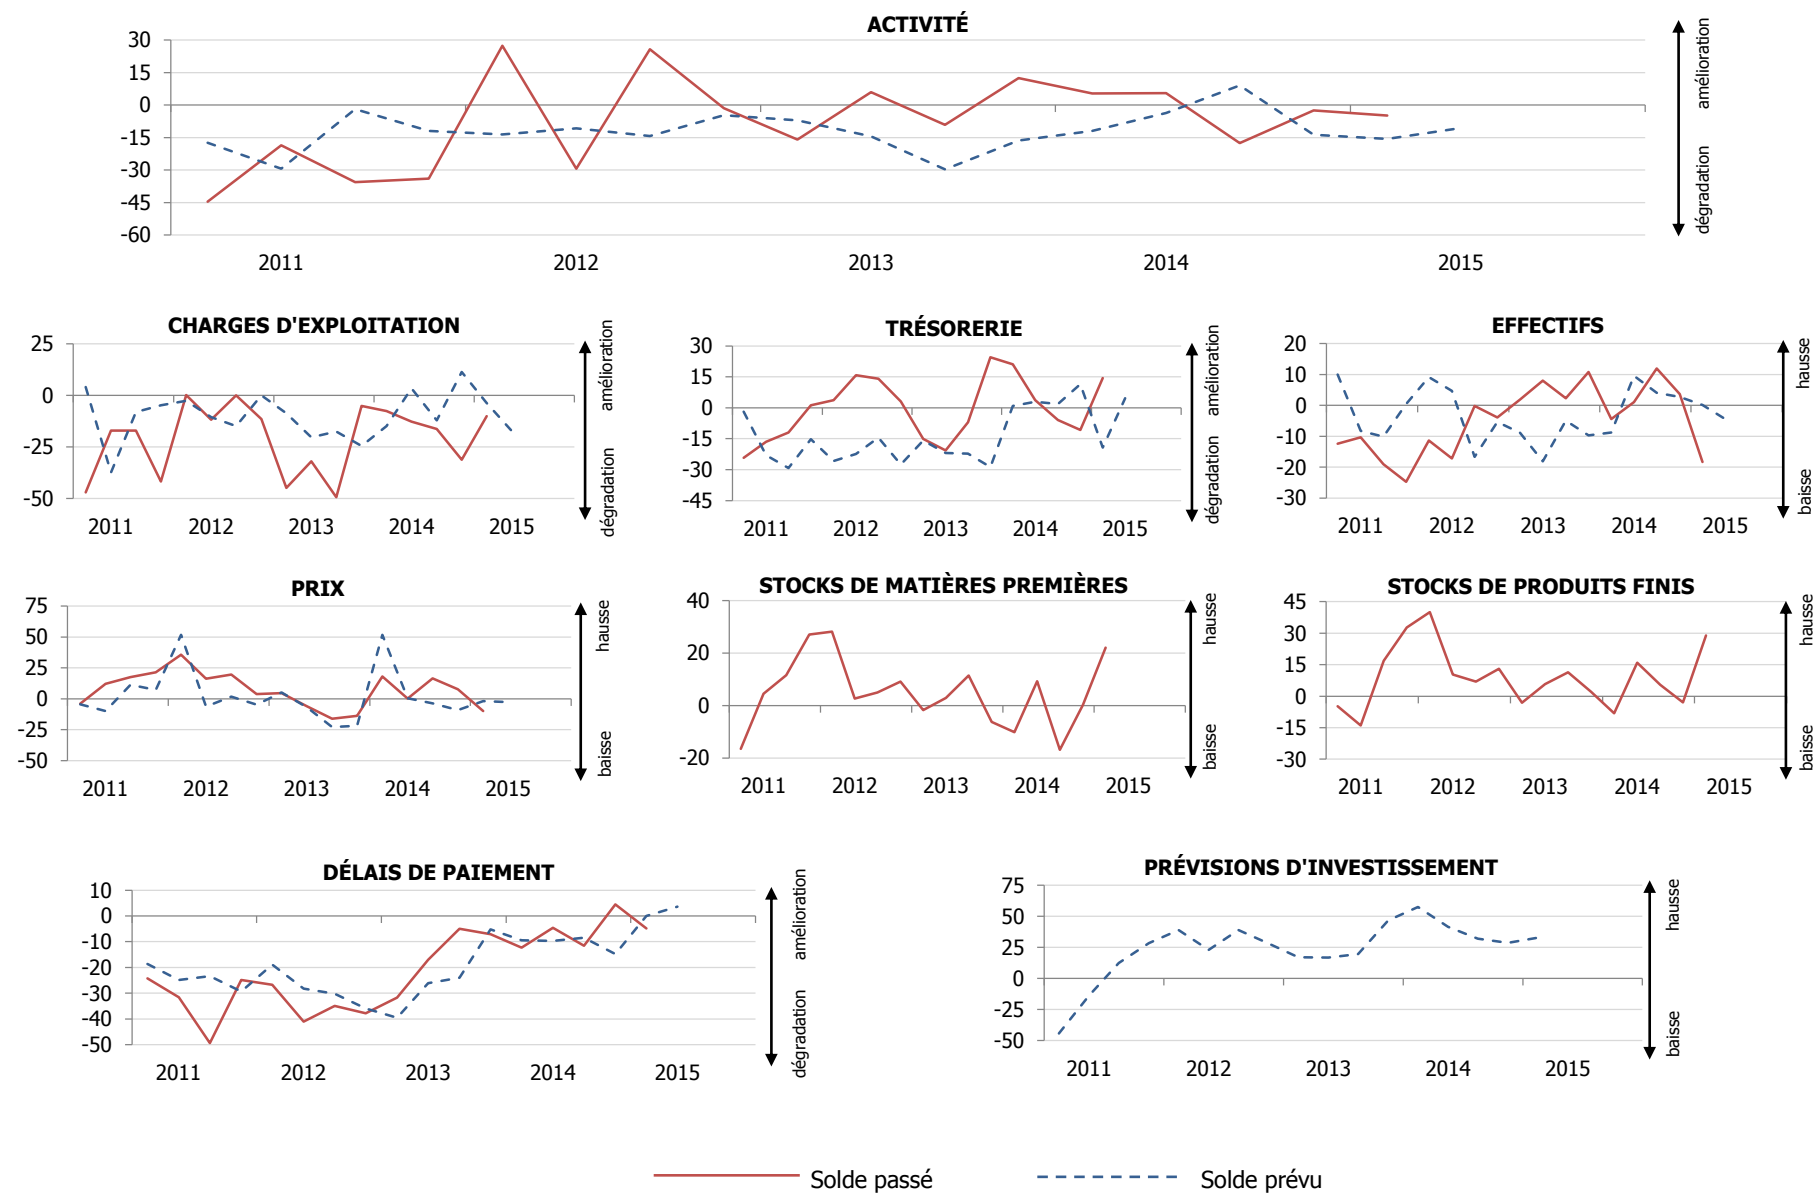 ACTIVITÉ
30
15
0
-15
-30
-45
-60
2011 2012 2013 2014 2015
amélioration
dégradation
CHARGES D'EXPLOITATION
25
0
-25
-50
2011 2012 2013 2014 2015
amélioration
dégradation
TRÉSORERIE
30
15
0
-15
-30
-45
2011 2012 2013 2014 2015
amélioration
dégradation
EFFECTIFS
20
10
0
-10
-20
-30
2011 2012 2013 2014 2015
hausse
baisse
PRIX
75
50
25
0
-25
-50
2011 2012 2013 2014 2015
hausse
baisse
STOCKS DE MATIÈRES PREMIÈRES
40
20
0
-20
2011 2012 2013 2014 2015
hausse
baisse
STOCKS DE PRODUITS FINIS
45
30
15
0
-15
-30
2011 2012 2013 2014 2015
hausse
baisse
DÉLAIS DE PAIEMENT
10
0
-10
-20
-30
-40
-50
2011 2012 2013 2014 2015
amélioration
dégradation
PRÉVISIONS D'INVESTISSEMENT
75
50
25
0
-25
-50
2011 2012 2013 2014 2015
hausse
baisse
Solde passé
Solde prévu